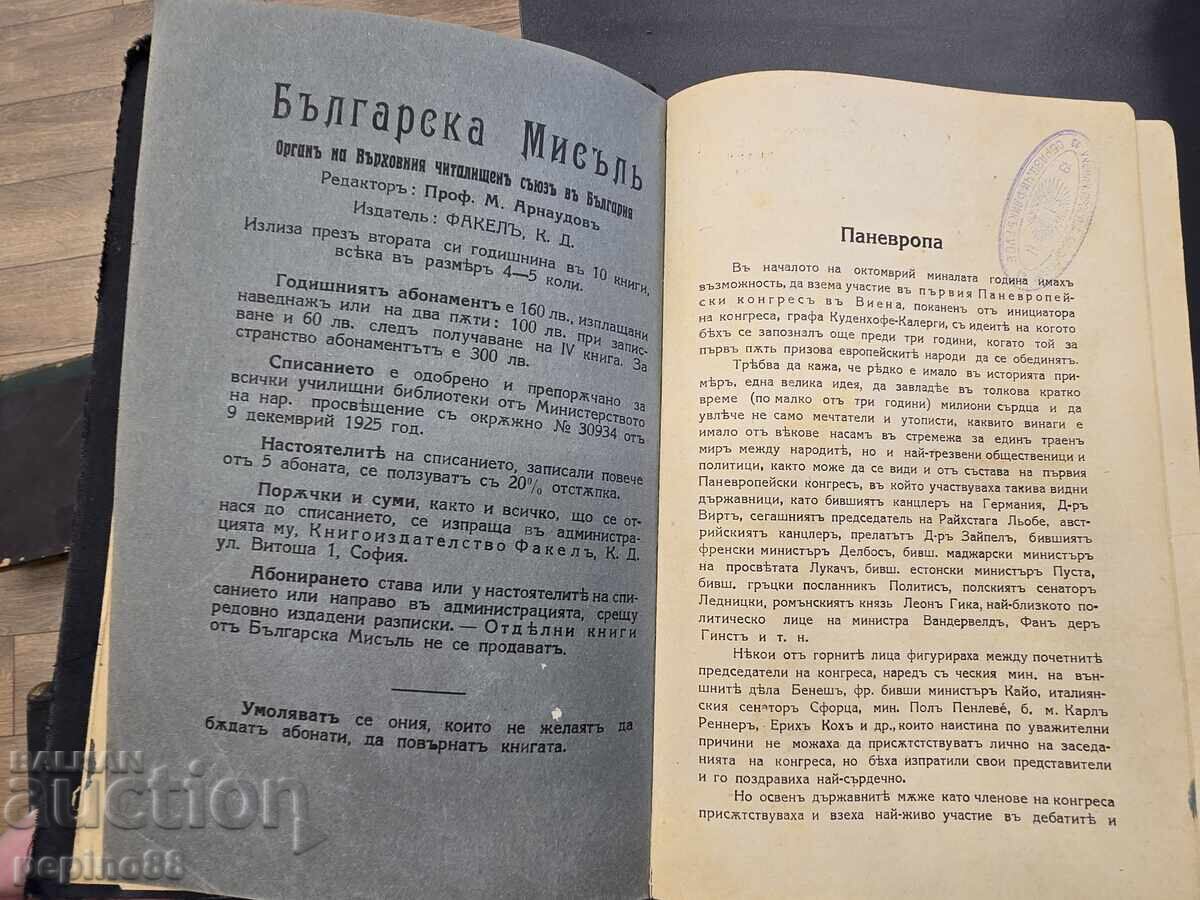 Българска Мисъль
Органъ на Върховния читалищенъ съюзъ въ България
Редакторъ: Проф. М. Арнаудовъ
Издатель: ФАКЕЛЪ, К. Д.
Излиза презъ втората си годишнина въ 10 книги,
всѣка въ размѣръ 4—5 коли.
Годишниятъ абонаментъ е 160 лв., изплащани
наведнажъ или на два пѫти: 100 лв. при запис-
ване и 60 лв. следъ получаване на IV книга. За
странство абонаментътъ е 300 лв.
Списанието е одобрено и препорѫчано за
всички училищни библиотеки отъ Министерството
на нар. просвѣщение съ окрѫжно № 30934 отъ
9 декемврий 1925 год.
Настоятелитѣ на списанието, записали повече
отъ 5 абоната, се ползуватъ съ 20% отстѫпка.
Порѫчки и суми, както и всичко, що се от-
нася до списанието, се изпраща въ администра-
цията му, Книгоиздателство Факелъ, К. Д.
ул. Витоша 1, София.
Абонирането става или у настоятелитѣ на спи-
санието или направо въ администрацията, срещу
редовно издадени разписки. — Отдѣлни книги
отъ Българска Мисъль не се продаватъ.
Умоляватъ се ония, които не желаятъ да
бѫдатъ абонати, да повърнатъ книгата.
Паневропа
Въ началото на октомврий миналата година имахъ
възможность, да взема участие въ първия Паневропей-
ски конгресъ въ Виена, поканенъ отъ инициатора
на конгреса, графа Куденхофе-Калерги, съ идеитѣ на когото
бѣхъ се запозналъ още преди три години, когато той за
първъ пѫть призова европейскитѣ народи да се обединятъ.
Трѣбва да кажа, че рѣдко е имало въ историята при-
мѣръ, една велика идея, да завладѣе въ толкова кратко
време (по малко отъ три години) милиони сърдца и да
увлѣче не само мечтатели и утописти, каквито винаги е
имало отъ вѣкове насамъ въ стремежа за единъ траенъ
миръ между народитѣ, но и най-трезвени общественици и
политици, както може да се види и отъ състава на първия
Паневропейски конгресъ, въ който участвуваха такива видни
държавници, като бившиятъ канцлеръ на Германия, Д-ръ
Виртъ, сегашниятъ председатель на Райхстага Льобе, авст-
рийскиятъ канцлеръ, прелатътъ Д-ръ Зайпелъ, бившиятъ
френски министъръ Делбосъ, бивш. маджарски министъръ
на просвѣтата Лукачъ, бивш. естонски министъръ Пуста,
бивш. гръцки посланникъ Политисъ, полскиятъ сенаторъ
Ледницки, ромънскиятъ князь Леонъ Гика, най-близкото по-
литическо лице на министра Вандервелдъ, Фанъ деръ
Гинстъ и т. н.
Нѣкои отъ горнитѣ лица фигурираха между почетнитѣ
председатели на конгреса, наредъ съ ческия мин. на вън-
шнитѣ дѣла Бенешъ, фр. бивши министъръ Кайо, италиян-
ския сенаторъ Сфорца, мин. Полъ Пенлеве́, б. м. Карлъ
Реннеръ, Ерихъ Кохъ и др., които наистина по уважителни
причини не можаха да присѫтствуватъ лично на заседа-
нията на конгреса, но бѣха изпратили свои представители
и го поздравиха най-сърдечно.
Но освенъ държавнитѣ мѫже като членове на конгреса
присѫтствуваха и взеха най-живо участие въ дебатитѣ и
BALKAN
auction
pepino88